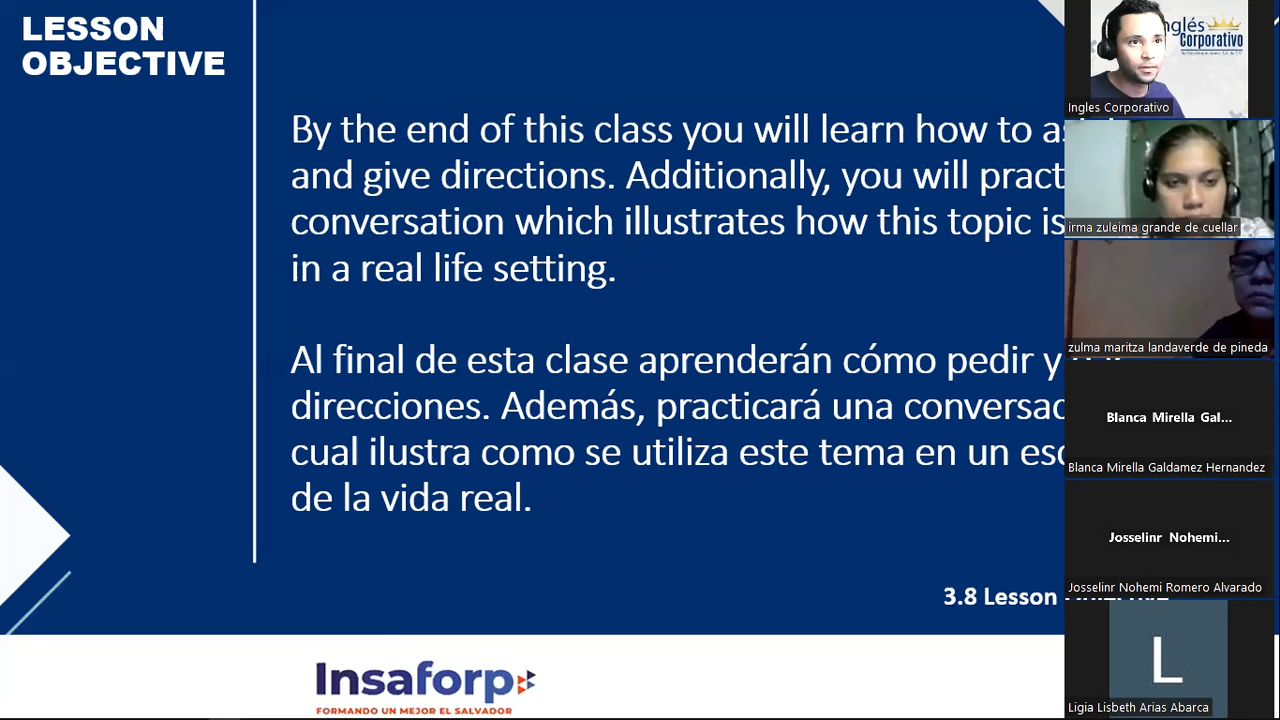 LESSON
OBJECTIVE
By the end of this class you will learn how to
and give directions. Additionally, you will
conversation which illustrates how this topic is
in a real life setting.
Al final de esta clase aprenderán cómo pedir y
direcciones. Además, practicará una
cual ilustra como se utiliza este tema en un
de la vida real.
3.8 Lesson
Insaforp
FORMANDO UN MEJOR EL SALVADOR
Inglés
Corporativo
Ingles Corporativo
irma zuleima grande de cuellar
zulma maritza landaverde de pineda
Blanca Mirella Gal...
Blanca Mirella Galdamez Hernandez
Josselinr Nohemi...
Josselinr Nohemi Romero Alvarado
L
Ligia Lisbeth Arias Abarca